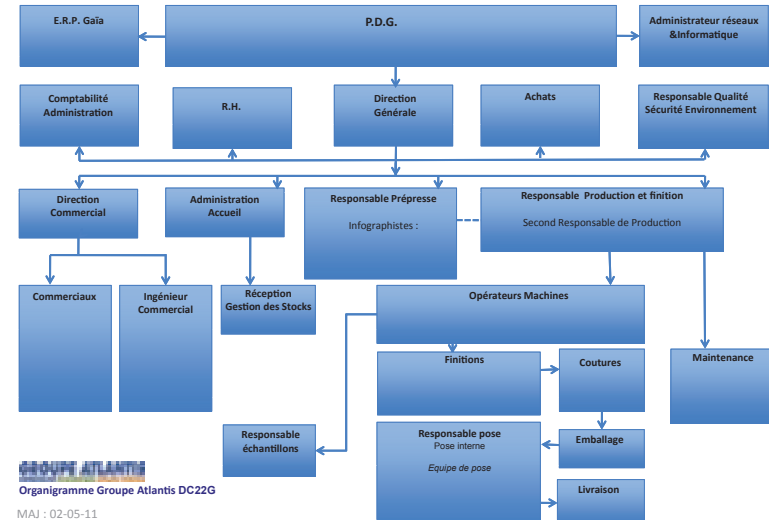 E.R.P. Gaïa
P.D.G.
Administrateur réseaux
&Informatique
Comptabilité
Administration
R.H.
Direction
Générale
Achats
Responsable Qualité
Sécurité Environnement
Direction
Commercial
Administration
Accueil
Responsable Prépresse
Infographistes :
Responsable Production et finition
Second Responsable de Production
Commerciaux
Ingénieur
Commercial
Réception
Gestion des Stocks
Opérateurs Machines
Finitions
Coutures
Maintenance
Responsable
échantillons
Responsable pose
Pose interne
Equipe de pose
Emballage
Livraison
GROUPE ATLANTIS
Organigramme Groupe Atlantis DC22G
MAJ : 02-05-11